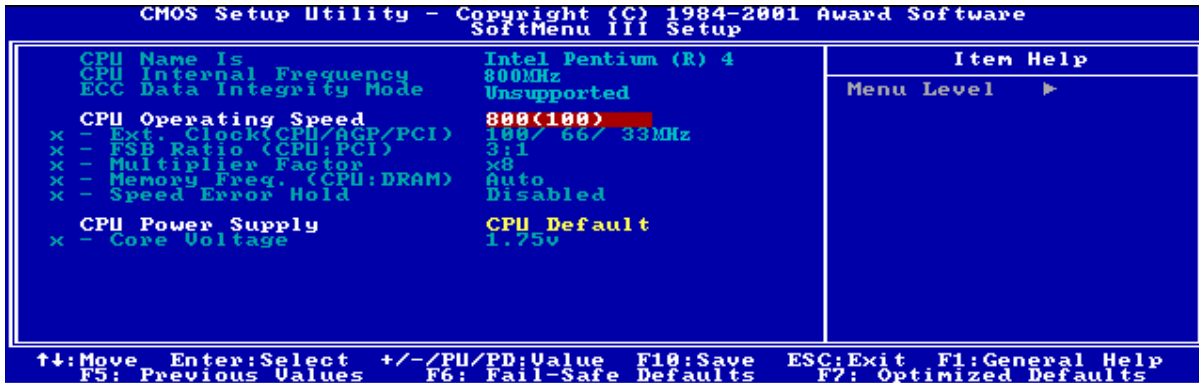 CMOS Setup Utility - Copyright (C) 1984-2001 Award Software
SoftMenu III Setup
CPU Name Is Intel Pentium (R) 4
CPU Internal Frequency 800MHz
ECC Data Integrity Mode Unsupported
CPU Operating Speed 800(100)
x - Ext. Clock(CPU/AGP/PCI) 100/ 66/ 33MHz
x - FSB Ratio (CPU:PCI) 3:1
x - Multiplier Factor x8
x - Memory Freq. (CPU:DRAM) Auto
x - Speed Error Hold Disabled
CPU Power Supply CPU Default
x - Core Voltage 1.75v
Item Help
Menu Level ►
↑↓:Move Enter:Select +/-/PU/PD:Value F10:Save ESC:Exit F1:General Help
F5: Previous Values F6: Fail-Safe Defaults F7: Optimized Defaults